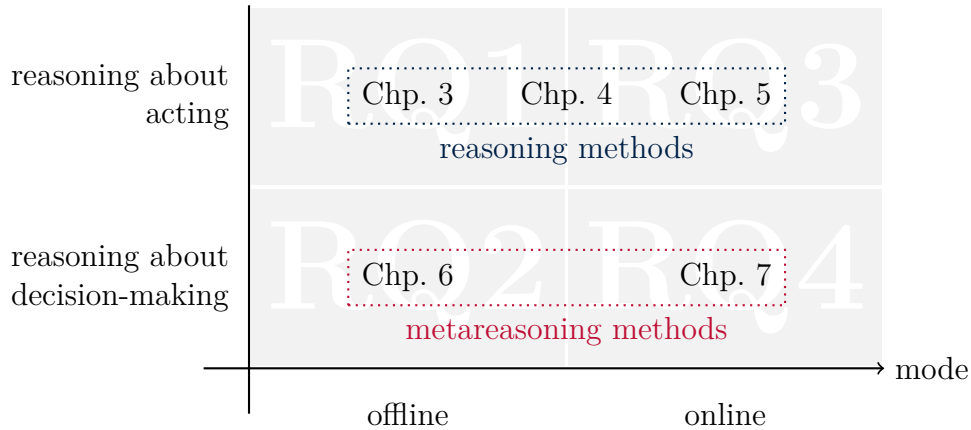 RQ1 RQ3
reasoning about
acting
Chp. 3 Chp. 4 Chp. 5
reasoning methods
RQ2 RQ4
reasoning about
decision-making
Chp. 6 Chp. 7
metareasoning methods
mode
offline online